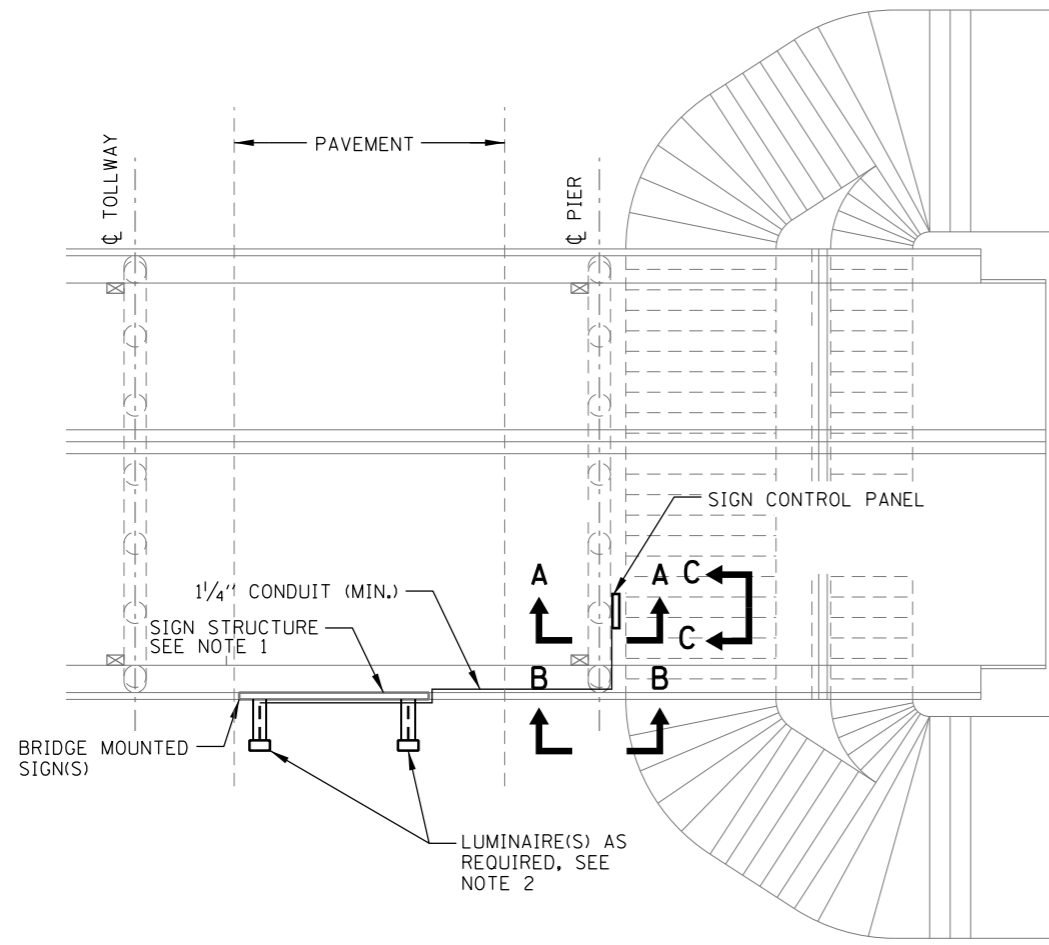 PAVEMENT
℄ TOLLWAY
℄ PIER
SIGN CONTROL PANEL
1¼" CONDUIT (MIN.)
SIGN STRUCTURE
SEE NOTE 1
A
A
C
C
B
B
BRIDGE MOUNTED
SIGN(S)
LUMINAIRE(S) AS
REQUIRED, SEE
NOTE 2